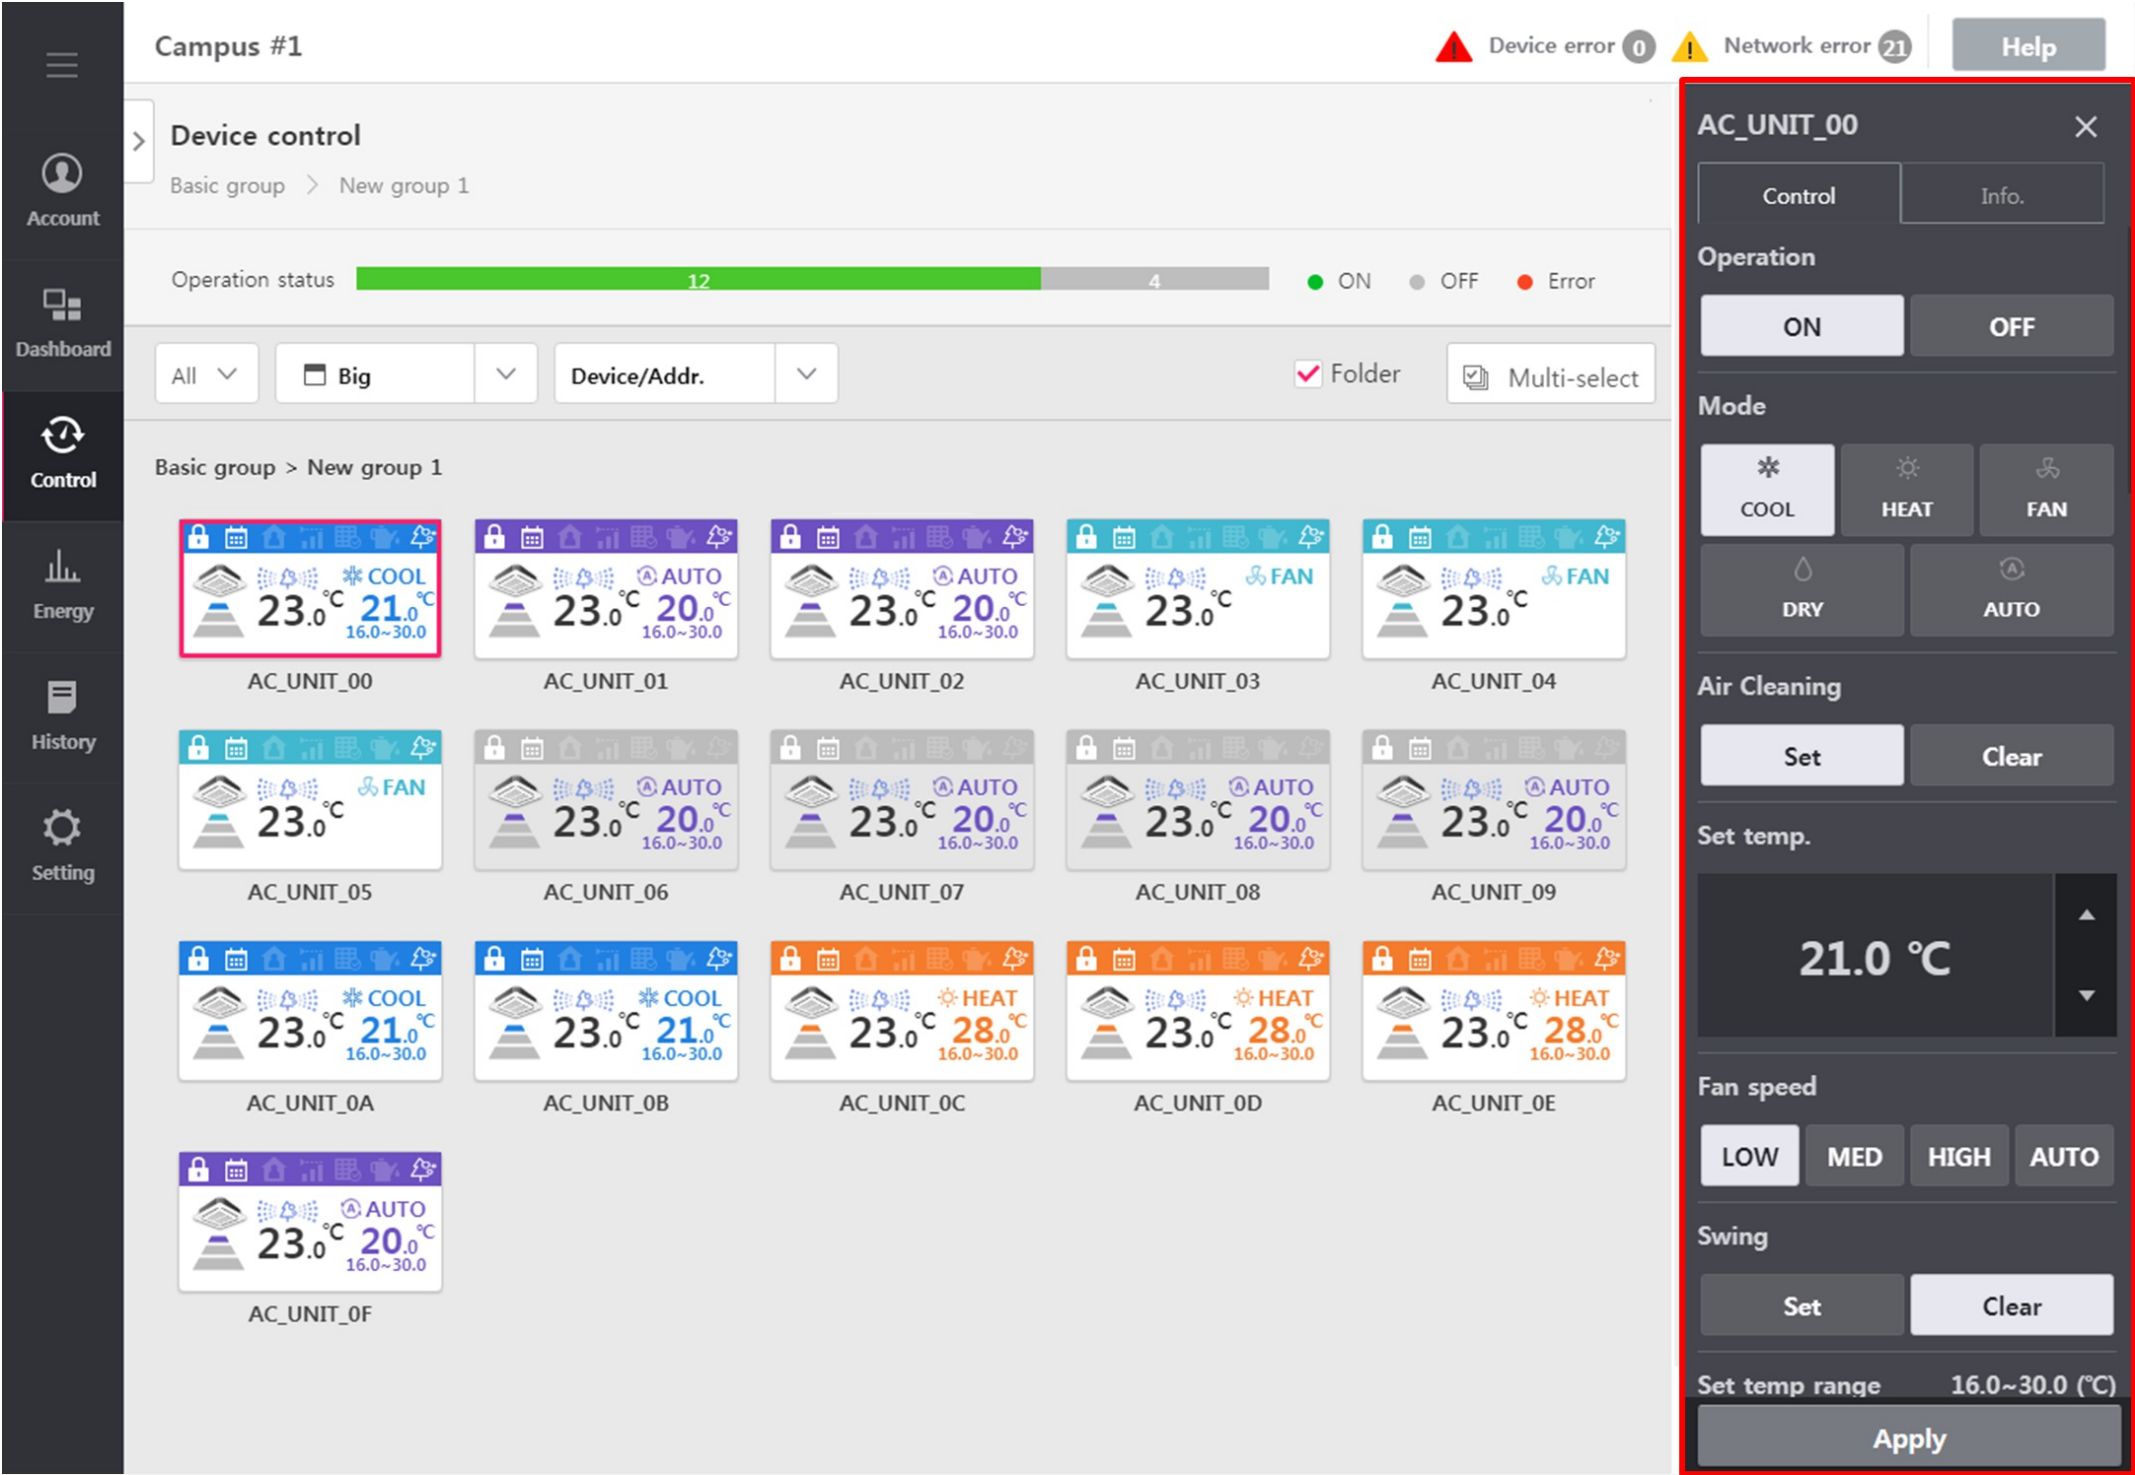 Campus #1
Device error 0
Network error 21
Help
Account
Dashboard
Control
Energy
History
Setting
Device control
Basic group > New group 1
Operation status 12 4 ON OFF Error
All Big Device/Addr. Folder Multi-select
Basic group > New group 1
COOL AUTO AUTO FAN FAN
23.0℃ 21.0℃ 23.0℃ 20.0℃ 23.0℃ 20.0℃ 23.0℃ 23.0℃
16.0~30.0 16.0~30.0 16.0~30.0
AC_UNIT_00 AC_UNIT_01 AC_UNIT_02 AC_UNIT_03 AC_UNIT_04
FAN AUTO AUTO AUTO AUTO
23.0℃ 23.0℃ 20.0℃ 23.0℃ 20.0℃ 23.0℃ 20.0℃ 23.0℃ 20.0℃
16.0~30.0 16.0~30.0 16.0~30.0 16.0~30.0
AC_UNIT_05 AC_UNIT_06 AC_UNIT_07 AC_UNIT_08 AC_UNIT_09
COOL COOL HEAT HEAT HEAT
23.0℃ 21.0℃ 23.0℃ 21.0℃ 23.0℃ 28.0℃ 23.0℃ 28.0℃ 23.0℃ 28.0℃
16.0~30.0 16.0~30.0 16.0~30.0 16.0~30.0 16.0~30.0
AC_UNIT_0A AC_UNIT_0B AC_UNIT_0C AC_UNIT_0D AC_UNIT_0E
AUTO
23.0℃ 20.0℃
16.0~30.0
AC_UNIT_0F
AC_UNIT_00
Control Info.
Operation
ON OFF
Mode
COOL HEAT FAN
DRY AUTO
Air Cleaning
Set Clear
Set temp.
21.0 ℃
Fan speed
LOW MED HIGH AUTO
Swing
Set Clear
Set temp range 16.0~30.0 (℃)
Apply